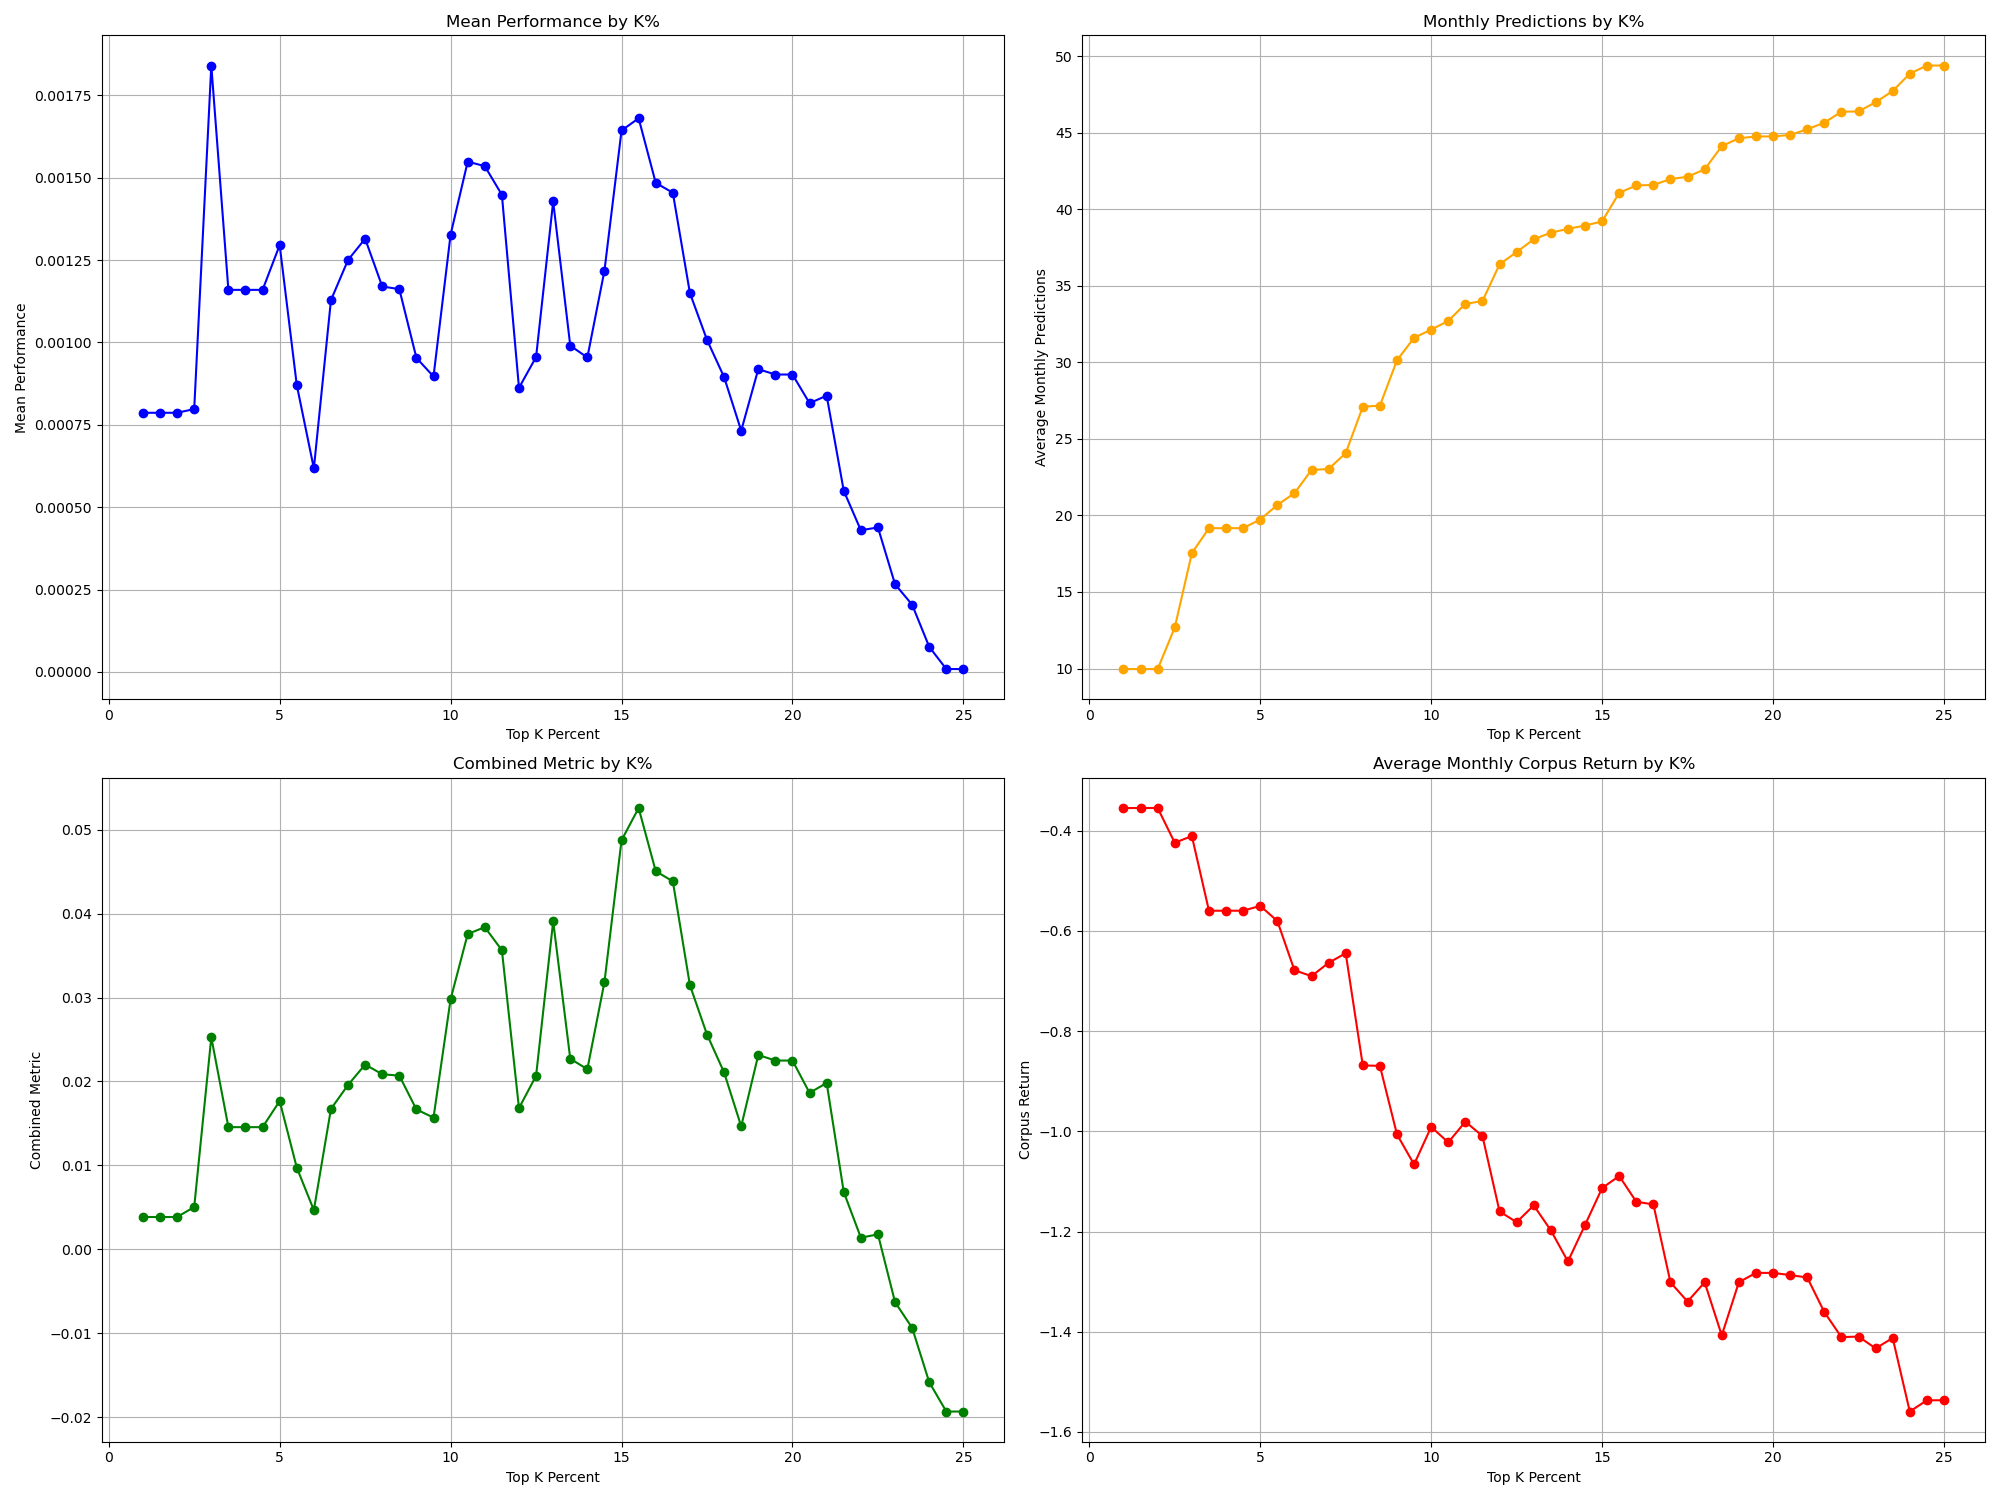 Mean Performance by K%
Mean Performance
0.00175
0.00150
0.00125
0.00100
0.00075
0.00050
0.00025
0.00000
0 5 10 15 20 25
Top K Percent
Monthly Predictions by K%
Average Monthly Predictions
50
45
40
35
30
25
20
15
10
0 5 10 15 20 25
Top K Percent
Combined Metric by K%
Combined Metric
0.05
0.04
0.03
0.02
0.01
0.00
−0.01
−0.02
0 5 10 15 20 25
Top K Percent
Average Monthly Corpus Return by K%
Corpus Return
−0.4
−0.6
−0.8
−1.0
−1.2
−1.4
−1.6
0 5 10 15 20 25
Top K Percent